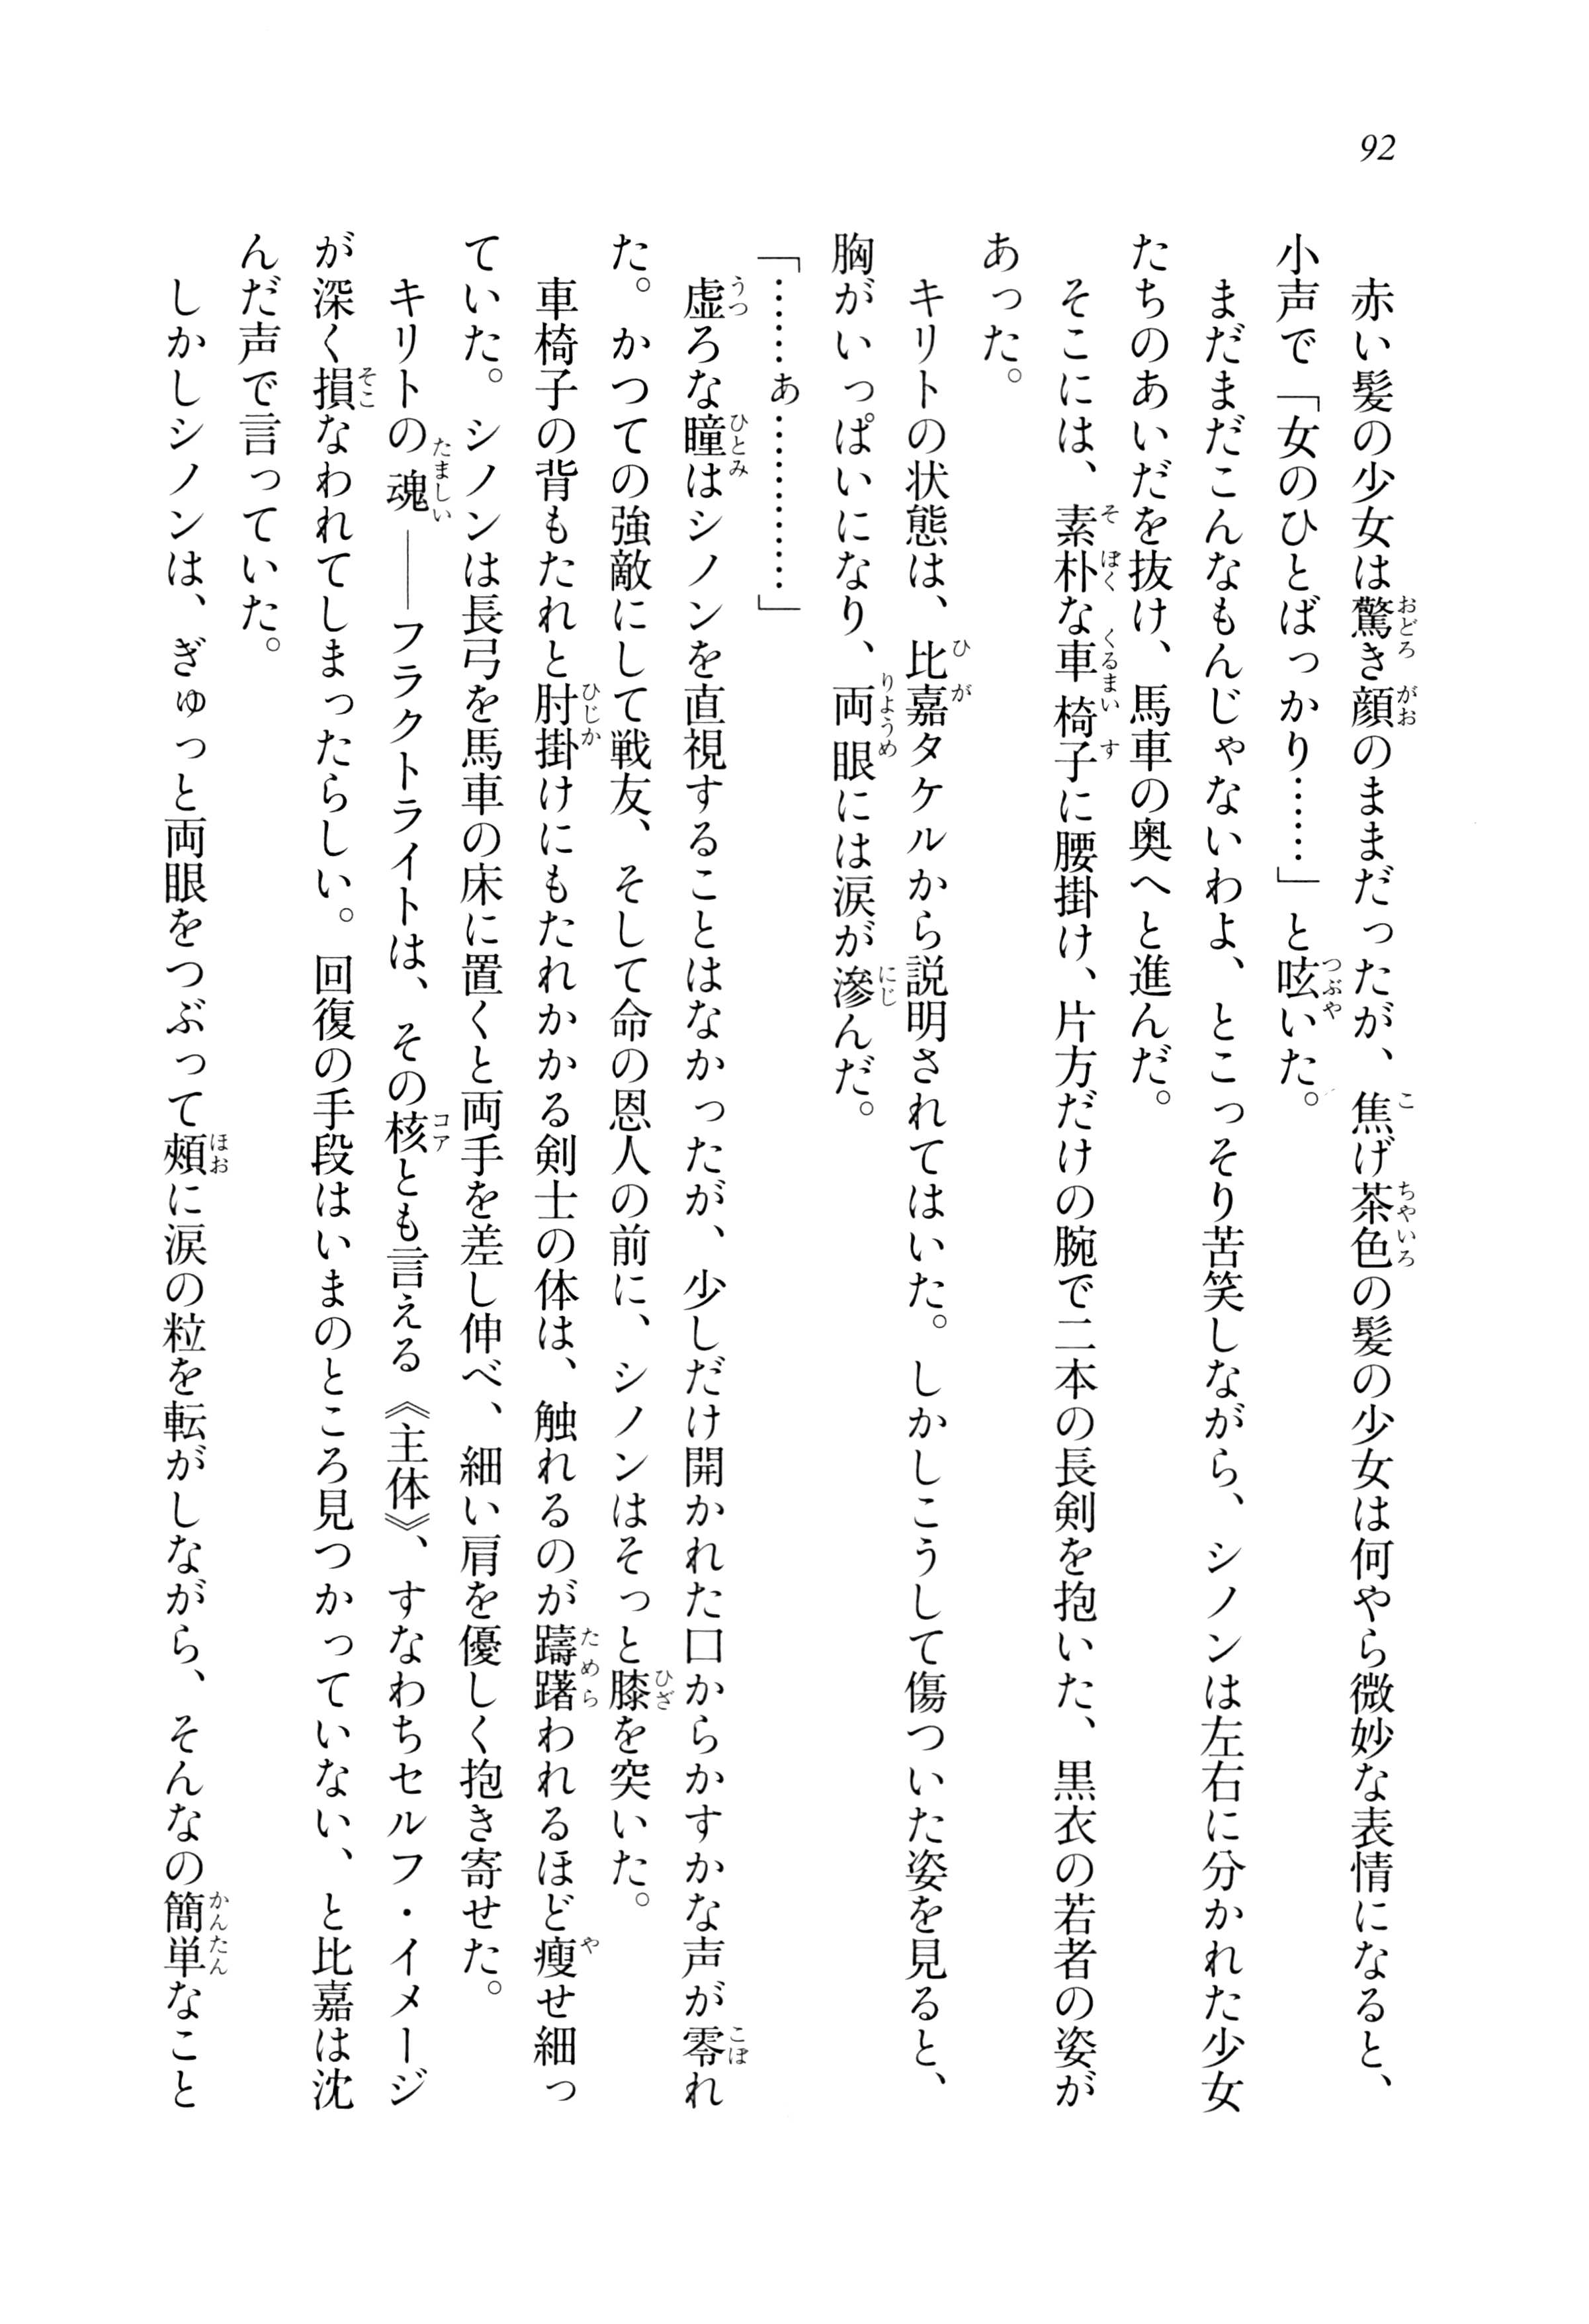 92
赤い髪の少女は驚き顔のままだったが、焦げ茶色の髪の少女は何やら微妙な表情になると、
小声で「女のひとばっかり……」と呟いた。
まだまだこんなもんじゃないわよ、とこっそり苦笑しながら、シノンは左右に分かれた少女
たちのあいだを抜け、馬車の奥へと進んだ。
そこには、素朴な車椅子に腰掛け、片方だけの腕で二本の長剣を抱いた、黒衣の若者の姿が
あった。
キリトの状態は、比嘉タケルから説明されてはいた。しかしこうして傷ついた姿を見ると、
胸がいっぱいになり、両眼には涙が滲んだ。
「……あ…………」
虚ろな瞳はシノンを直視することはなかったが、少しだけ開かれた口からかすかな声が零れ
た。かつての強敵にして戦友、そして命の恩人の前に、シノンはそっと膝を突いた。
車椅子の背もたれと肘掛けにもたれかかる剣士の体は、触れるのが躊躇われるほど瘦せ細っ
ていた。シノンは長弓を馬車の床に置くと両手を差し伸べ、細い肩を優しく抱き寄せた。
キリトの魂――フラクトライトは、その核とも言える《主体》、すなわちセルフ・イメージ
が深く損なわれてしまったらしい。回復の手段はいまのところ見つかっていない、と比嘉は沈
んだ声で言っていた。
しかしシノンは、ぎゅっと両眼をつぶって頰に涙の粒を転がしながら、そんなの簡単なこと